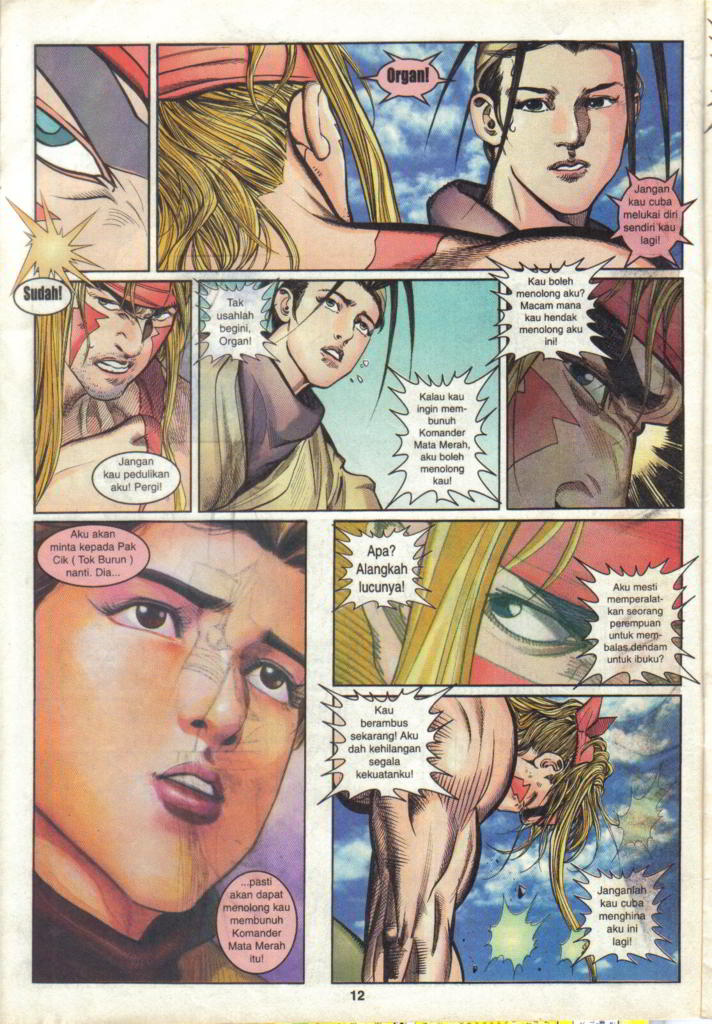 Organ!
Jangan
kau cuba
melukai diri
sendiri kau
lagi!
Sudah!
Jangan
kau pedulikan
aku! Pergi!
Tak
usahlah
begini,
Organ!
Kalau kau
ingin mem-
bunuh
Komander
Mata Merah,
aku boleh
menolong
kau!
Kau boleh
menolong aku?
Macam mana
kau hendak
menolong aku
ini!
Aku akan
minta kepada Pak
Cik ( Tok Burun )
nanti. Dia...
...pasti
akan dapat
menolong kau
membunuh
Komander
Mata Merah
itu!
Apa?
Alangkah
lucunya!
Aku mesti
memperalat-
kan seorang
perempuan
untuk mem-
balas dendam
untuk ibuku?
Kau
berambus
sekarang! Aku
dah kehilangan
segala
kekuatanku!
Janganlah
kau cuba
menghina
aku ini
lagi!
12